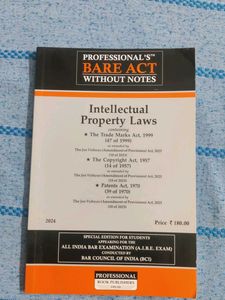 PROFESSIONAL'S™
BARE ACT
WITHOUT NOTES
Intellectual
Property Laws
containing
★ The Trade Marks Act, 1999
(47 of 1999)
as amended by
The Jan Vishwas (Amendment of Provisions) Act, 2023
(18 of 2023)
★ The Copyright Act, 1957
(14 of 1957)
as amended by
The Jan Vishwas (Amendment of Provisions) Act, 2023
(18 of 2023)
★ Patents Act, 1970
(39 of 1970)
as amended by
The Jan Vishwas (Amendment of Provisions) Act, 2023
(18 of 2023)
2024
Price ₹ 180.00
SPECIAL EDITION FOR STUDENTS
APPEARING FOR THE
ALL INDIA BAR EXAMINATION (A.I.B.E. EXAM)
CONDUCTED BY
BAR COUNCIL OF INDIA (BCI)
PROFESSIONAL
BOOK PUBLISHERS